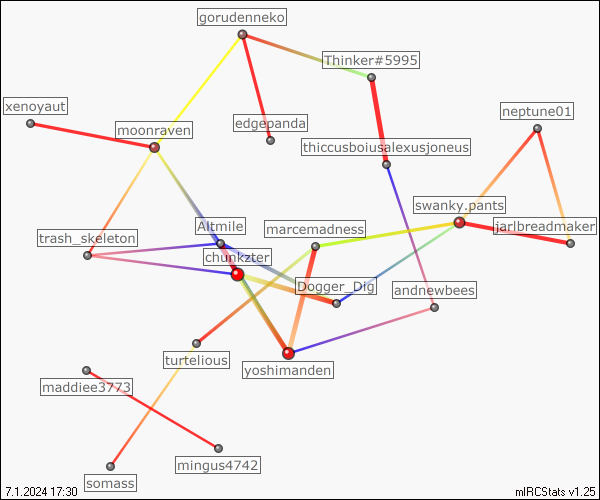 gorudenneko
Thinker#5995
xenoyaut
neptune01
edgepanda
moonraven
thiccusboiusalexusjoneus
swanky.pants
Altmile
marcemadness
jarlbreadmaker
trash_skeleton
chunkzter
Dogger_Dig
andnewbees
turtelious
yoshimanden
maddiee3773
mingus4742
somass
7.1.2024 17:30
mIRCStats v1.25